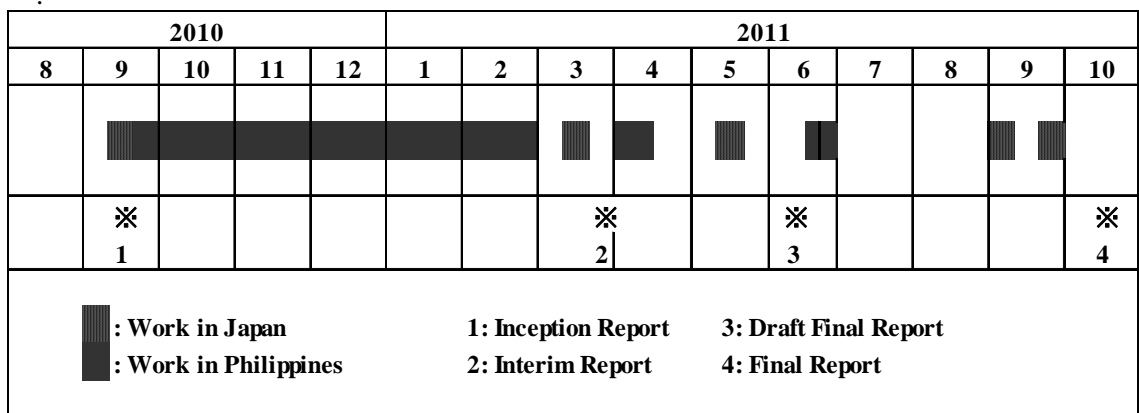 :
2010 2011
8 9 10 11 12 1 2 3 4 5 6 7 8 9 10
※ ※ ※ ※
1 2 3 4
: Work in Japan 1: Inception Report 3: Draft Final Report
: Work in Philippines 2: Interim Report 4: Final Report